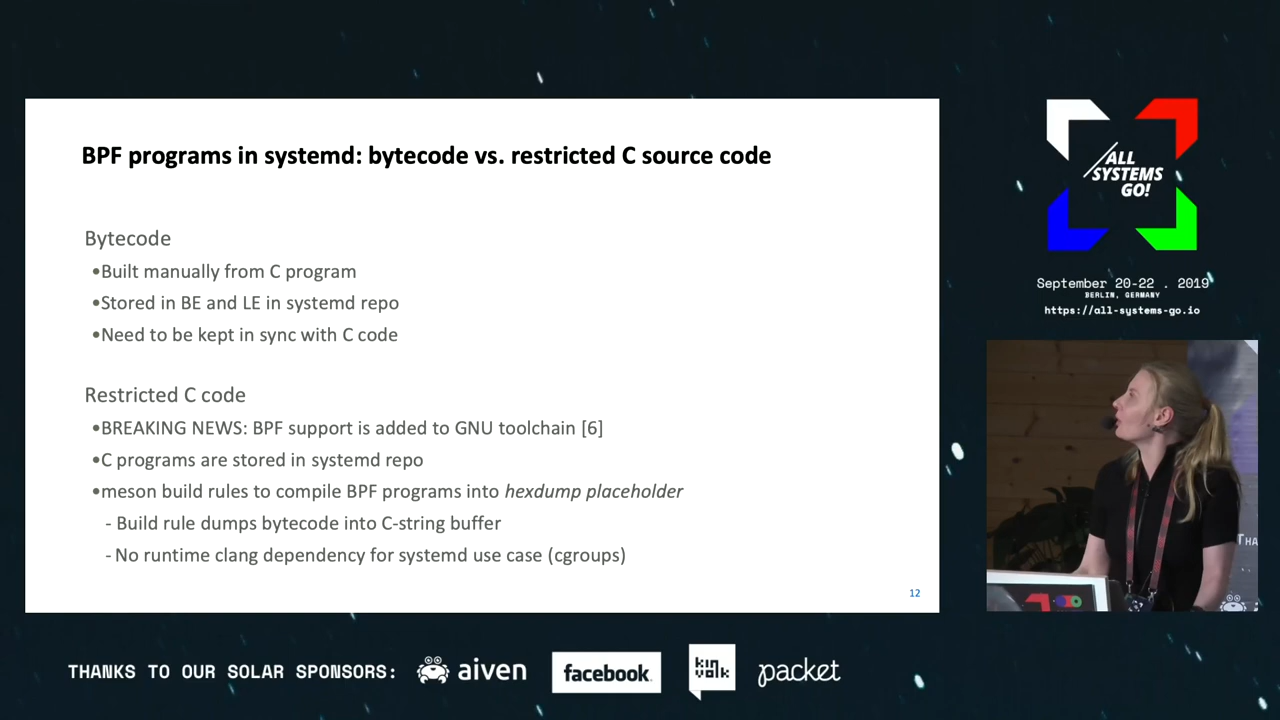 BPF programs in systemd: bytecode vs. restricted C source code
Bytecode
•Built manually from C program
•Stored in BE and LE in systemd repo
•Need to be kept in sync with C code
Restricted C code
•BREAKING NEWS: BPF support is added to GNU toolchain [6]
•C programs are stored in systemd repo
•meson build rules to compile BPF programs into hexdump placeholder
- Build rule dumps bytecode into C-string buffer
- No runtime clang dependency for systemd use case (cgroups)
12
ALL
SYSTEMS
GO!
September 20-22 . 2019
BERLIN, GERMANY
https://all-systems-go.io
THANKS TO OUR SOLAR SPONSORS:
aiven
facebook.
kinvolk
packet